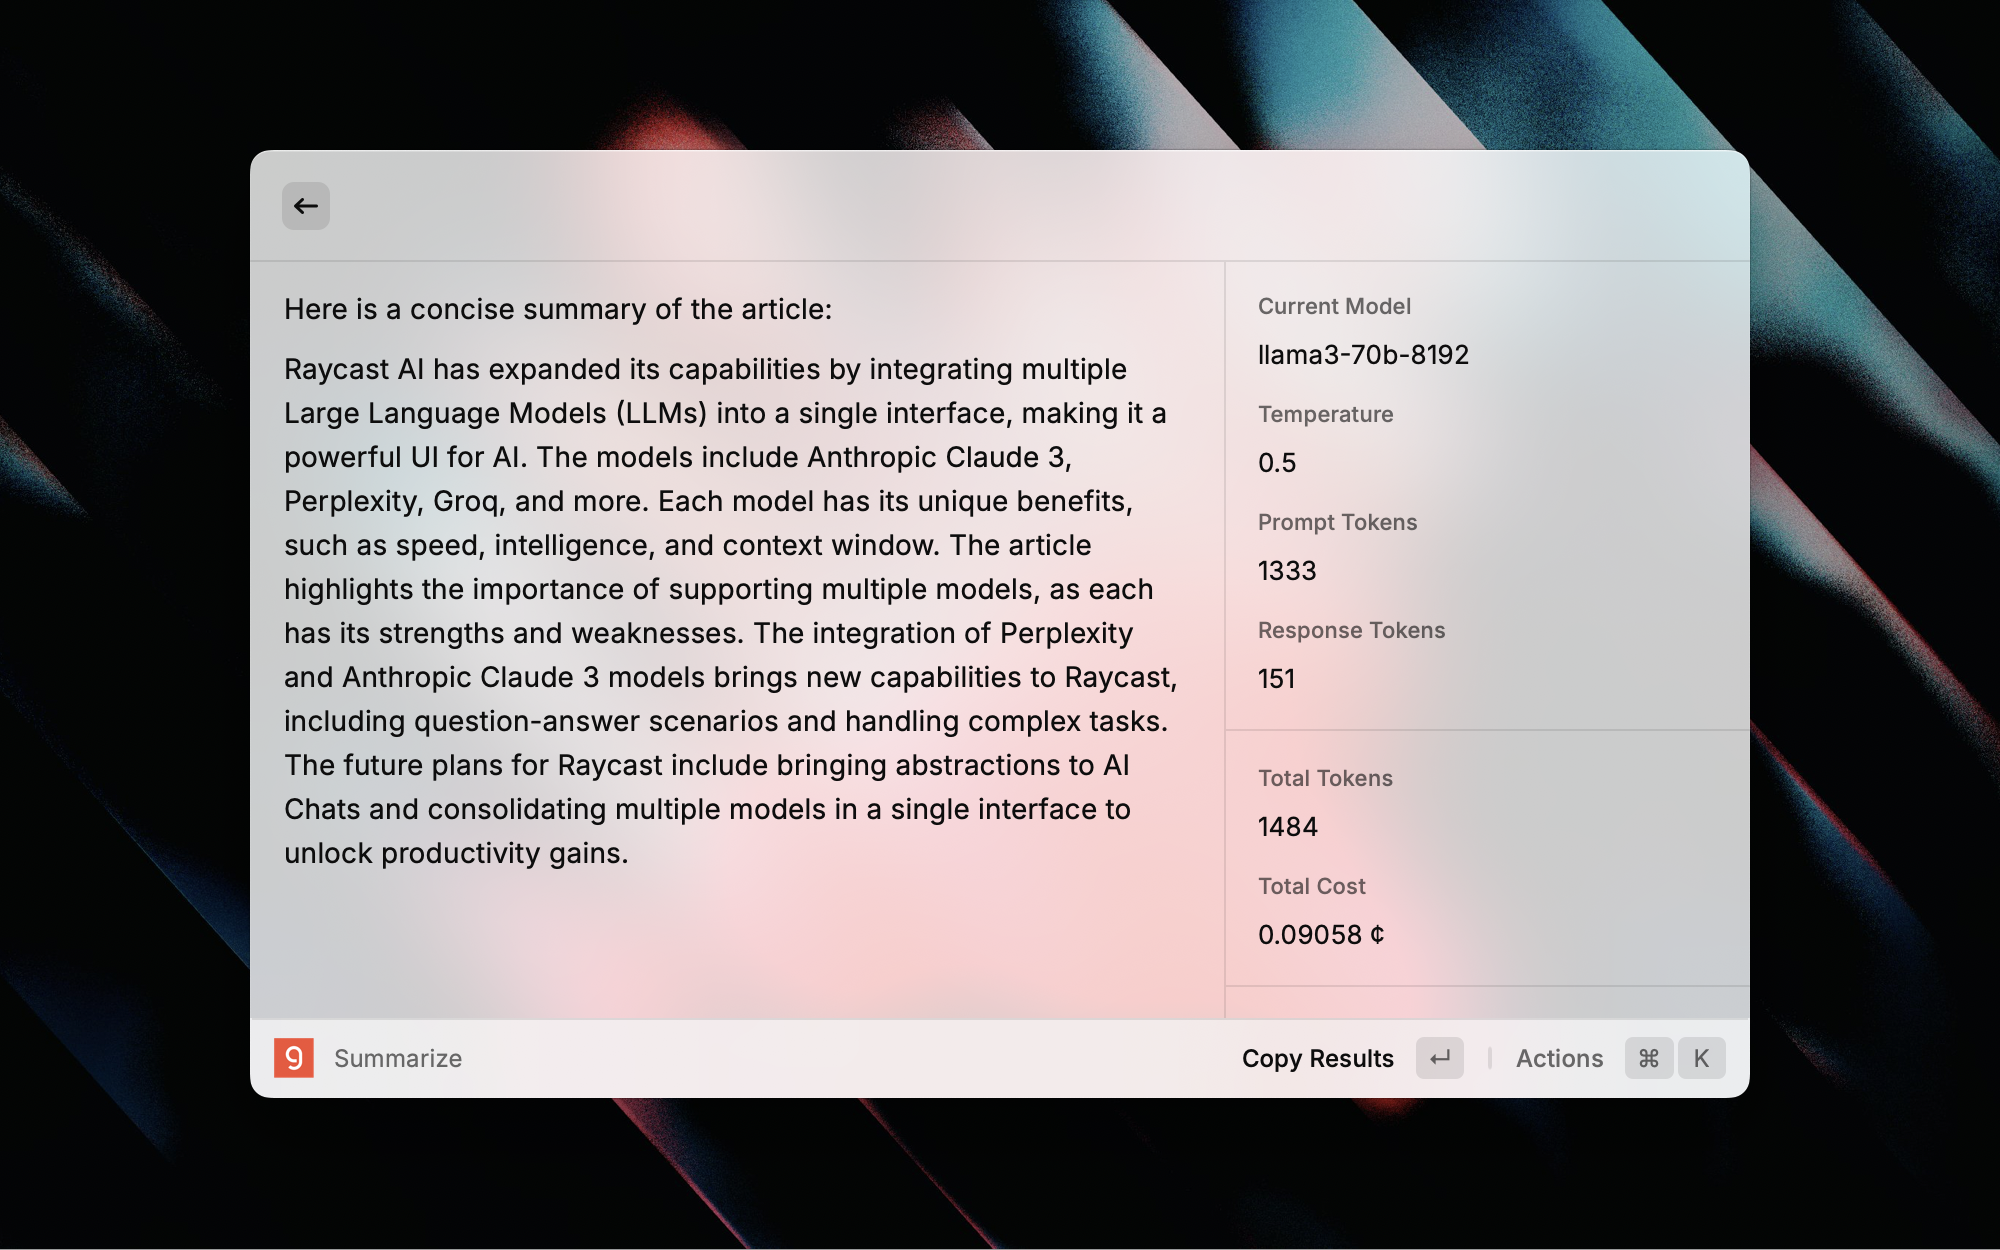 Here is a concise summary of the article:
Raycast AI has expanded its capabilities by integrating multiple
Large Language Models (LLMs) into a single interface, making it a
powerful UI for AI. The models include Anthropic Claude 3,
Perplexity, Groq, and more. Each model has its unique benefits,
such as speed, intelligence, and context window. The article
highlights the importance of supporting multiple models, as each
has its strengths and weaknesses. The integration of Perplexity
and Anthropic Claude 3 models brings new capabilities to Raycast,
including question-answer scenarios and handling complex tasks.
The future plans for Raycast include bringing abstractions to AI
Chats and consolidating multiple models in a single interface to
unlock productivity gains.
Current Model
llama3-70b-8192
Temperature
0.5
Prompt Tokens
1333
Response Tokens
151
Total Tokens
1484
Total Cost
0.09058 ¢
g Summarize
Copy Results ↵ | Actions ⌘ K